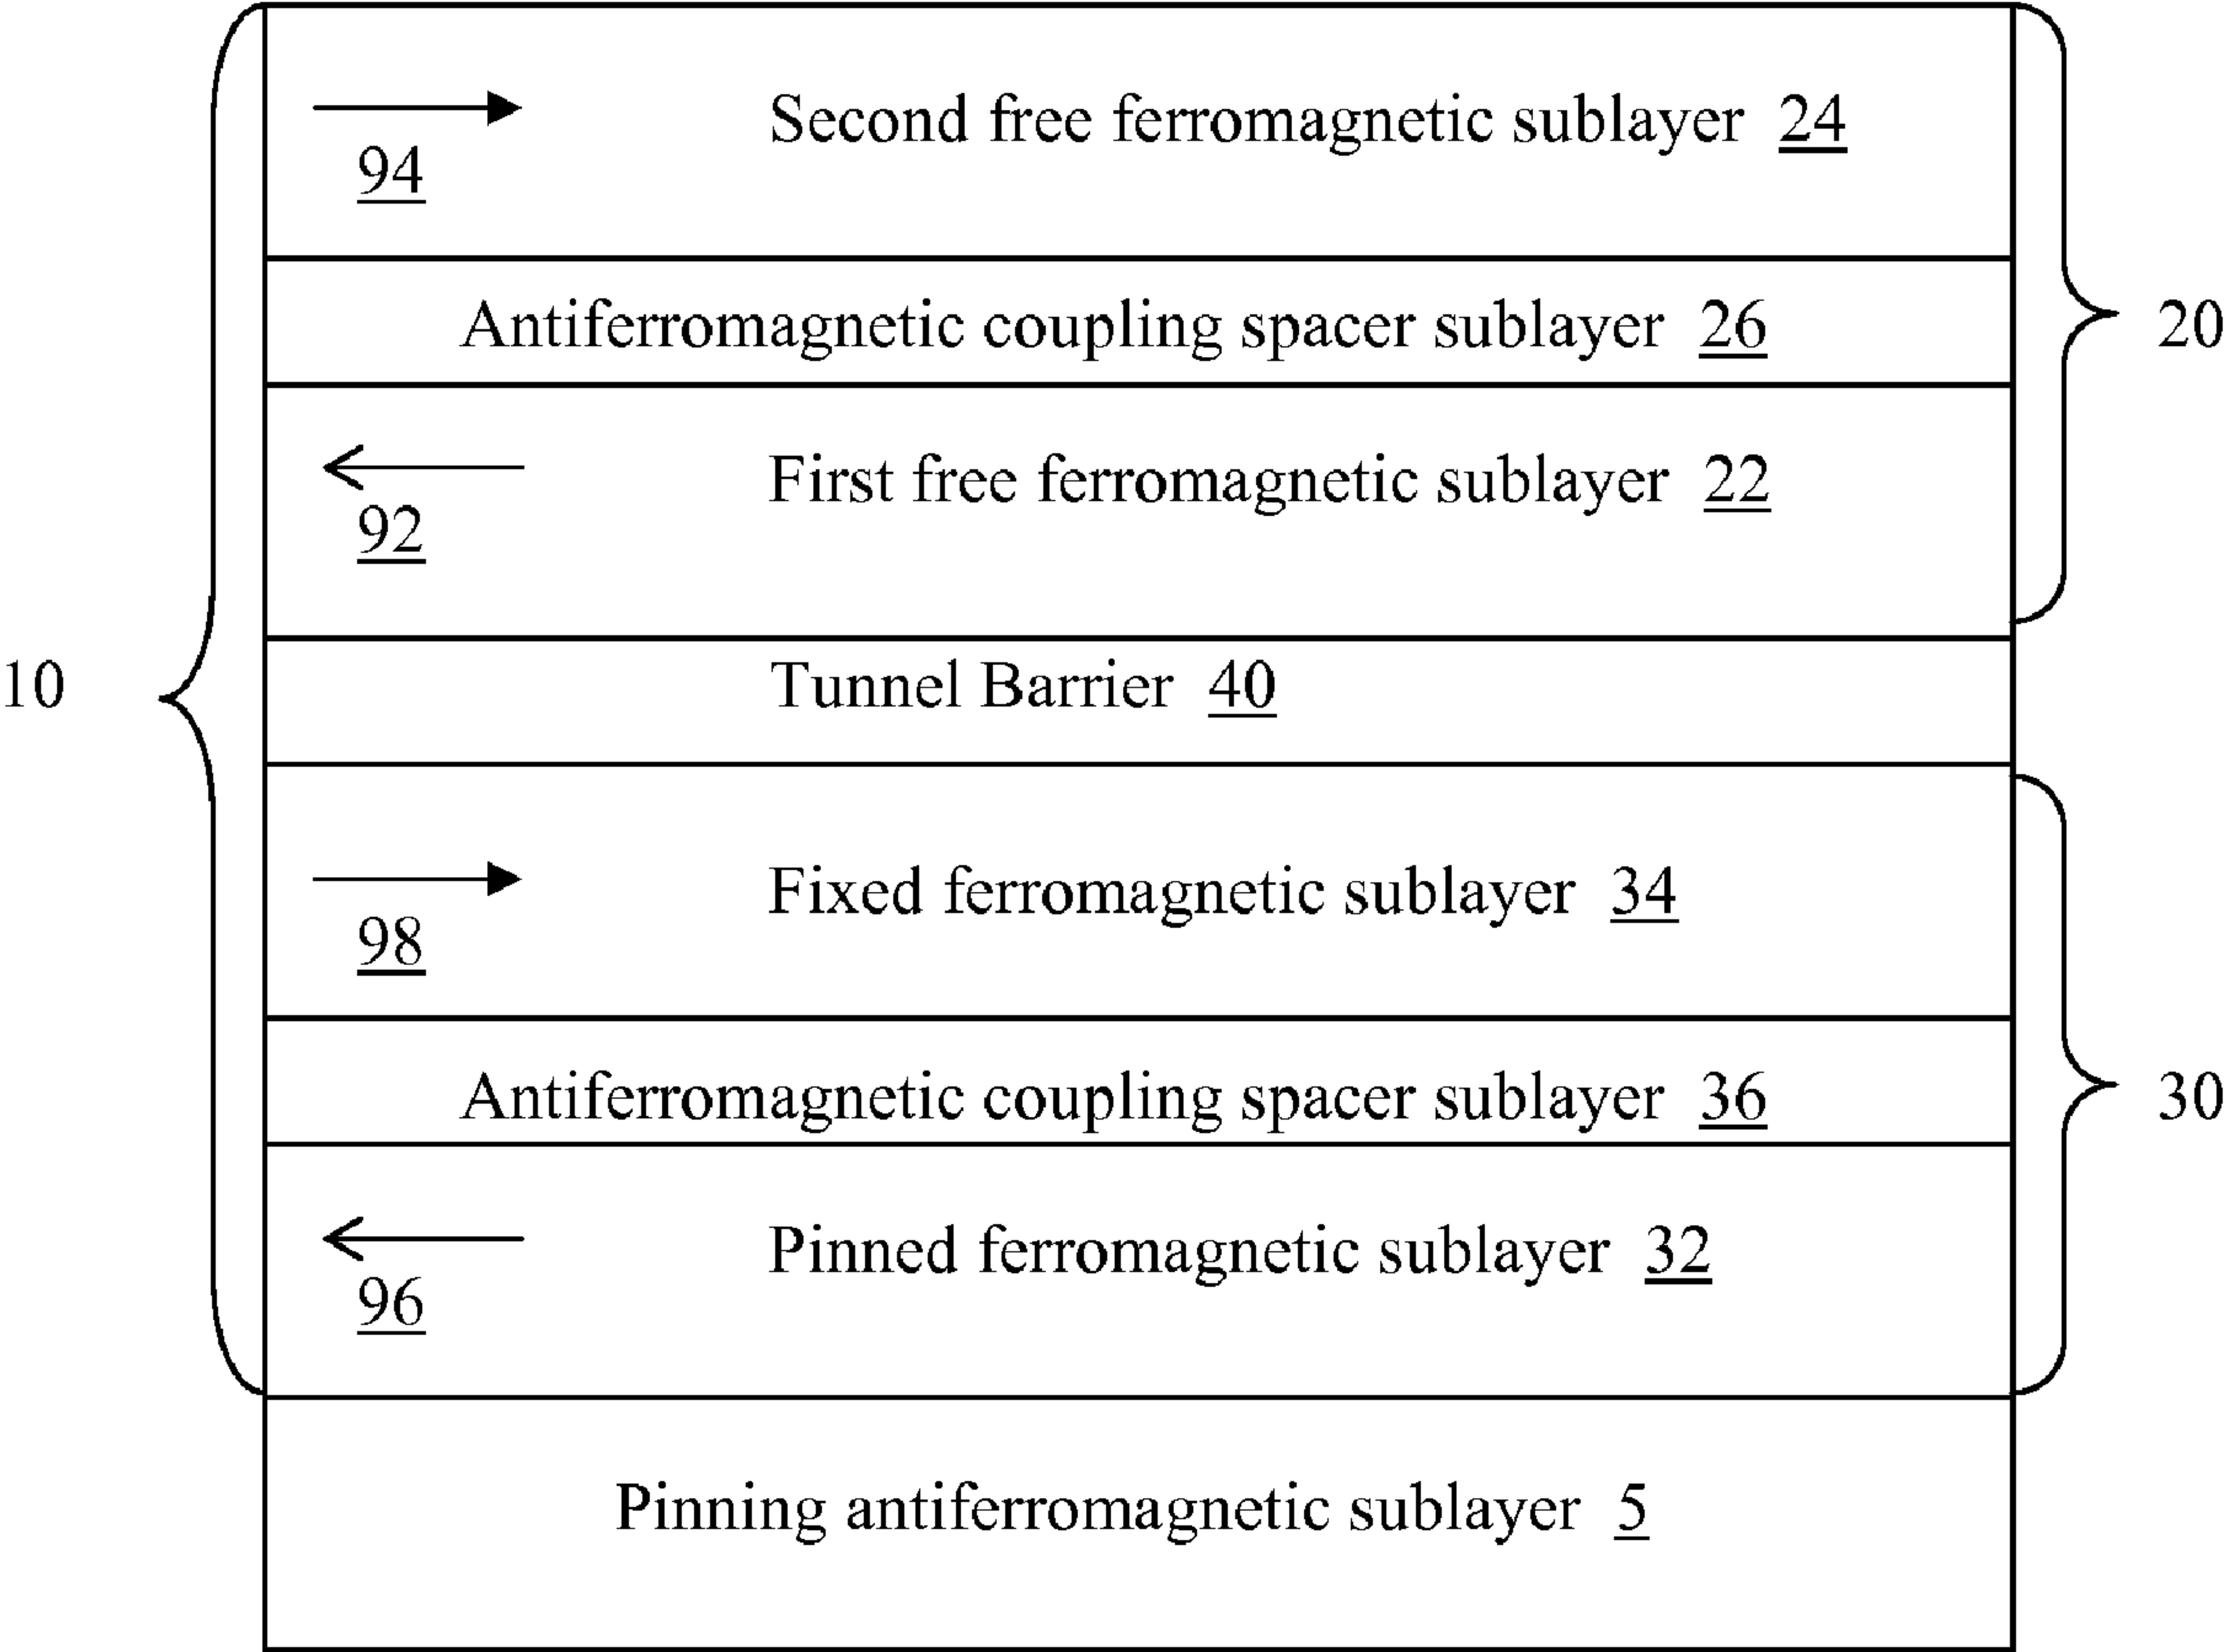 Second free ferromagnetic sublayer 24
94
Antiferromagnetic coupling spacer sublayer 26
20
First free ferromagnetic sublayer 22
92
10
Tunnel Barrier 40
Fixed ferromagnetic sublayer 34
98
Antiferromagnetic coupling spacer sublayer 36
30
Pinned ferromagnetic sublayer 32
96
Pinning antiferromagnetic sublayer 5